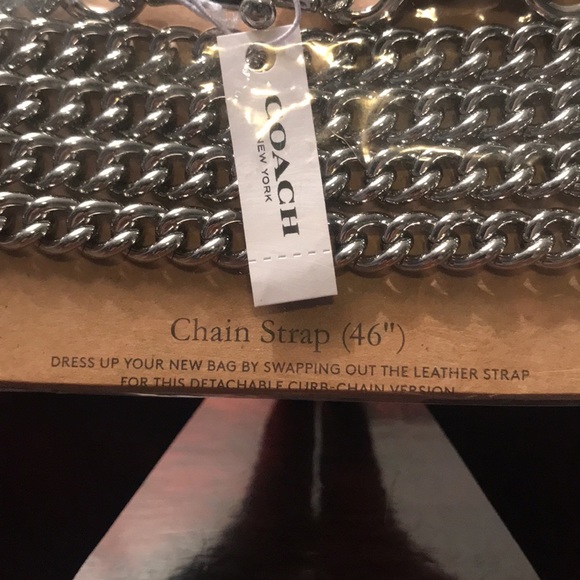 COACH
NEW YORK
Chain Strap (46")
DRESS UP YOUR NEW BAG BY SWAPPING OUT THE LEATHER STRAP
FOR THIS DETACHABLE CURB-CHAIN VERSION